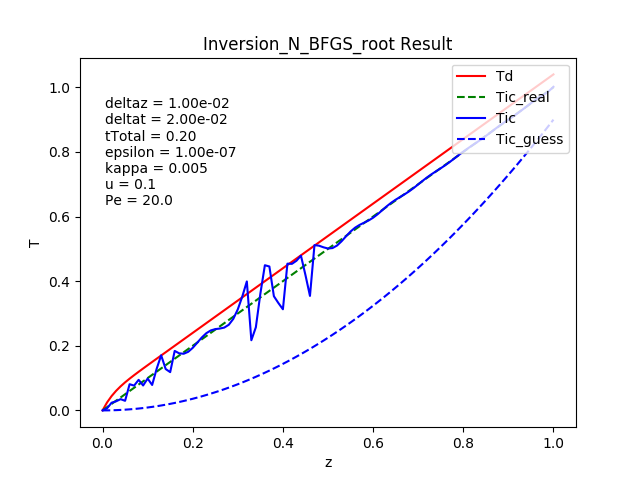 Inversion_N_BFGS_root Result
Td
Tic_real
Tic
Tic_guess
deltaz = 1.00e-02
deltat = 2.00e-02
tTotal = 0.20
epsilon = 1.00e-07
kappa = 0.005
u = 0.1
Pe = 20.0
T
1.0
0.8
0.6
0.4
0.2
0.0
0.0 0.2 0.4 0.6 0.8 1.0
z